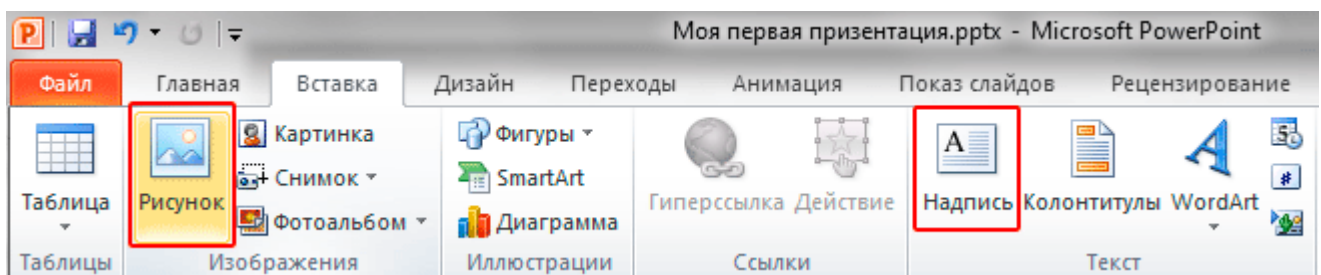 Моя первая призентация.pptx - Microsoft PowerPoint
Файл Главная Вставка Дизайн Переходы Анимация Показ слайдов Рецензирование
Картинка Фигуры
Снимок SmartArt
Таблица Рисунок Гиперссылка Действие Надпись Колонтитулы WordArt
Фотоальбом Диаграмма
Таблицы Изображения Иллюстрации Ссылки Текст